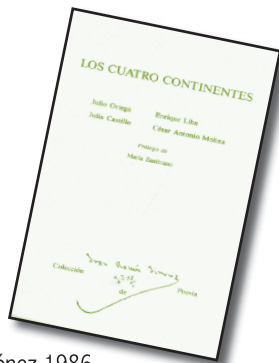 LOS CUATRO CONTINENTES
Julio Ortega Enrique Lihn
Julia Castillo César Antonio Molina
Prólogo de
María Zambrano
Colección
de Poesía
1986